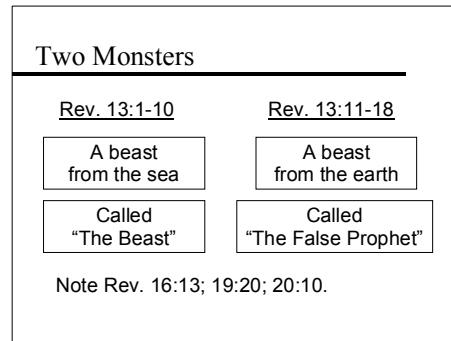 Two Monsters
Rev. 13:1-10
Rev. 13:11-18
A beast
from the sea
A beast
from the earth
Called
“The Beast”
Called
“The False Prophet”
Note Rev. 16:13; 19:20; 20:10.